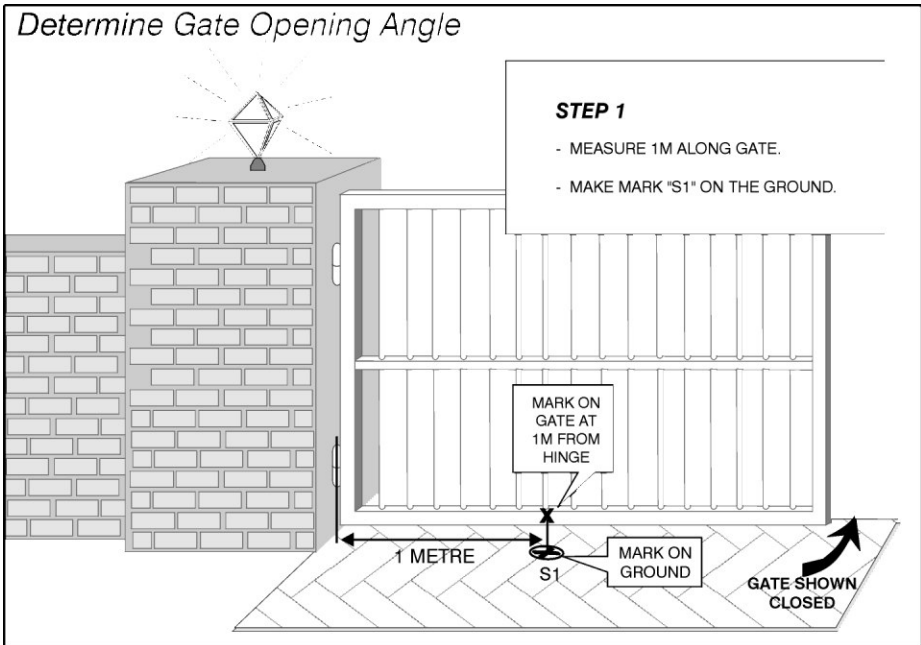 Determine Gate Opening Angle
STEP 1
- MEASURE 1M ALONG GATE.
- MAKE MARK "S1" ON THE GROUND.
MARK ON
GATE AT
1M FROM
HINGE
X
1 METRE
S1
MARK ON
GROUND
GATE SHOWN
CLOSED